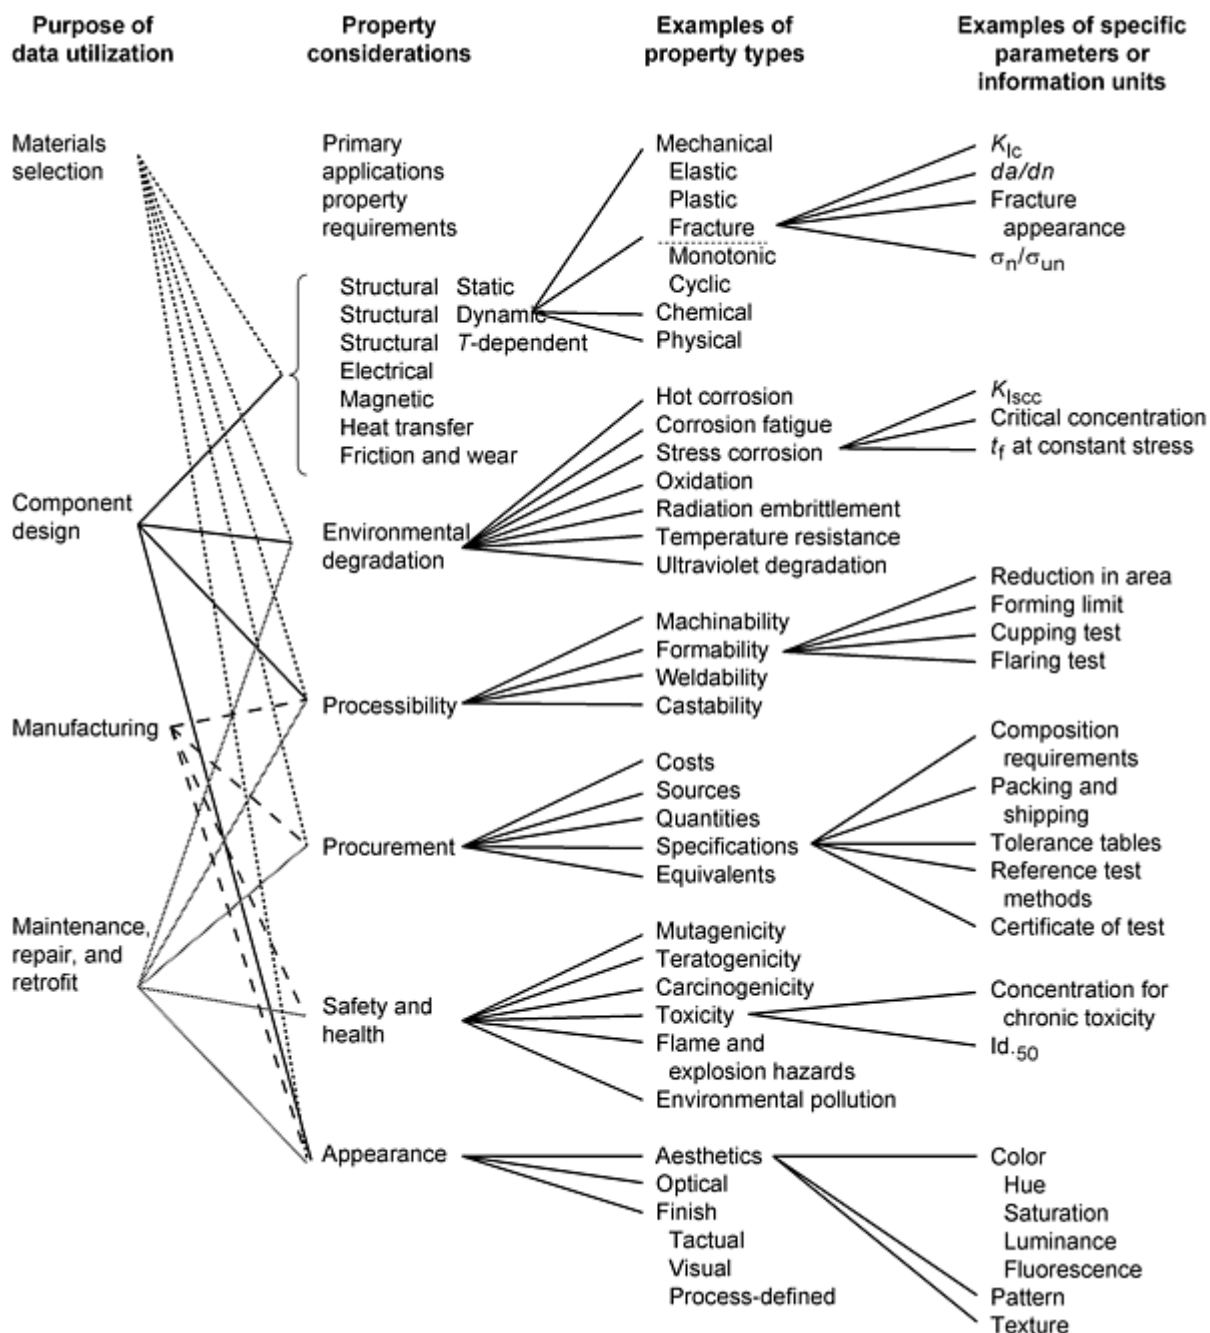 Purpose of
data utilization
Property
considerations
Examples of
property types
Examples of specific
parameters or
information units
Materials
selection
Component
design
Manufacturing
Maintenance,
repair, and
retrofit
Primary
applications
property
requirements
Structural Static
Structural Dynamic
Structural T-dependent
Electrical
Magnetic
Heat transfer
Friction and wear
Environmental
degradation
Processibility
Procurement
Safety and
health
Appearance
Mechanical
Elastic
Plastic
Fracture
Monotonic
Cyclic
Chemical
Physical
Hot corrosion
Corrosion fatigue
Stress corrosion
Oxidation
Radiation embrittlement
Temperature resistance
Ultraviolet degradation
Machinability
Formability
Weldability
Castability
Costs
Sources
Quantities
Specifications
Equivalents
Mutagenicity
Teratogenicity
Carcinogenicity
Toxicity
Flame and
explosion hazards
Environmental pollution
Aesthetics
Optical
Finish
Tactual
Visual
Process-defined
KIc
da/dn
Fracture
appearance
σn/σun
KIscc
Critical concentration
tf at constant stress
Reduction in area
Forming limit
Cupping test
Flaring test
Composition
requirements
Packing and
shipping
Tolerance tables
Reference test
methods
Certificate of test
Concentration for
chronic toxicity
Id.50
Color
Hue
Saturation
Luminance
Fluorescence
Pattern
Texture